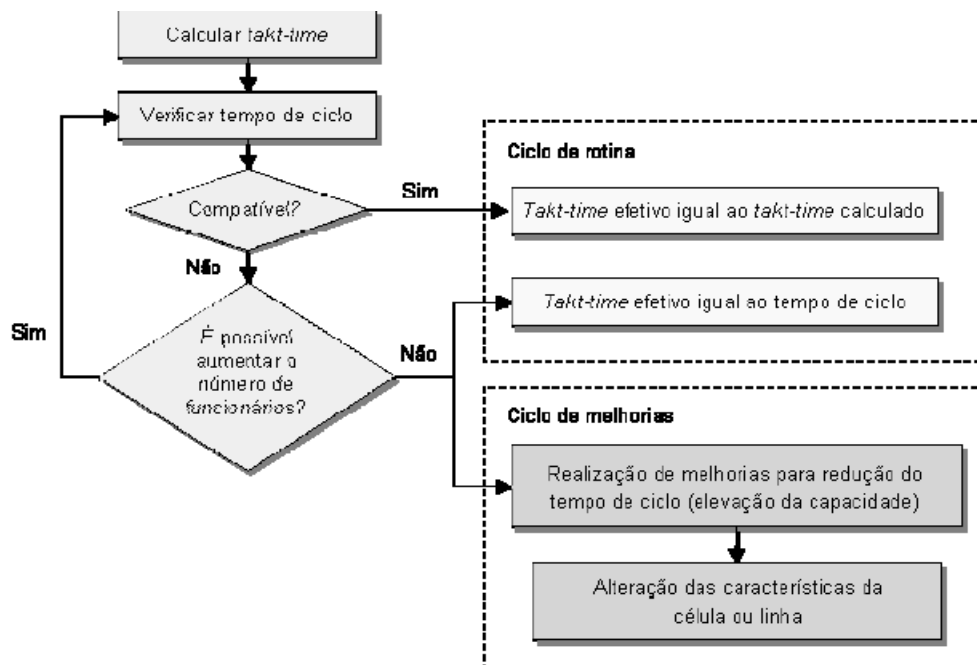 Calcular takt-time
Verificar tempo de ciclo
Ciclo de rotina
Sim
Compatível?
Takt-time efetivo igual ao takt-time calculado
Não
Takt-time efetivo igual ao tempo de ciclo
Sim
É possível
aumentar o
número de
funcionários?
Não
Ciclo de melhorias
Realização de melhorias para redução do
tempo de ciclo (elevação da capacidade)
Alteração das características da
célula ou linha